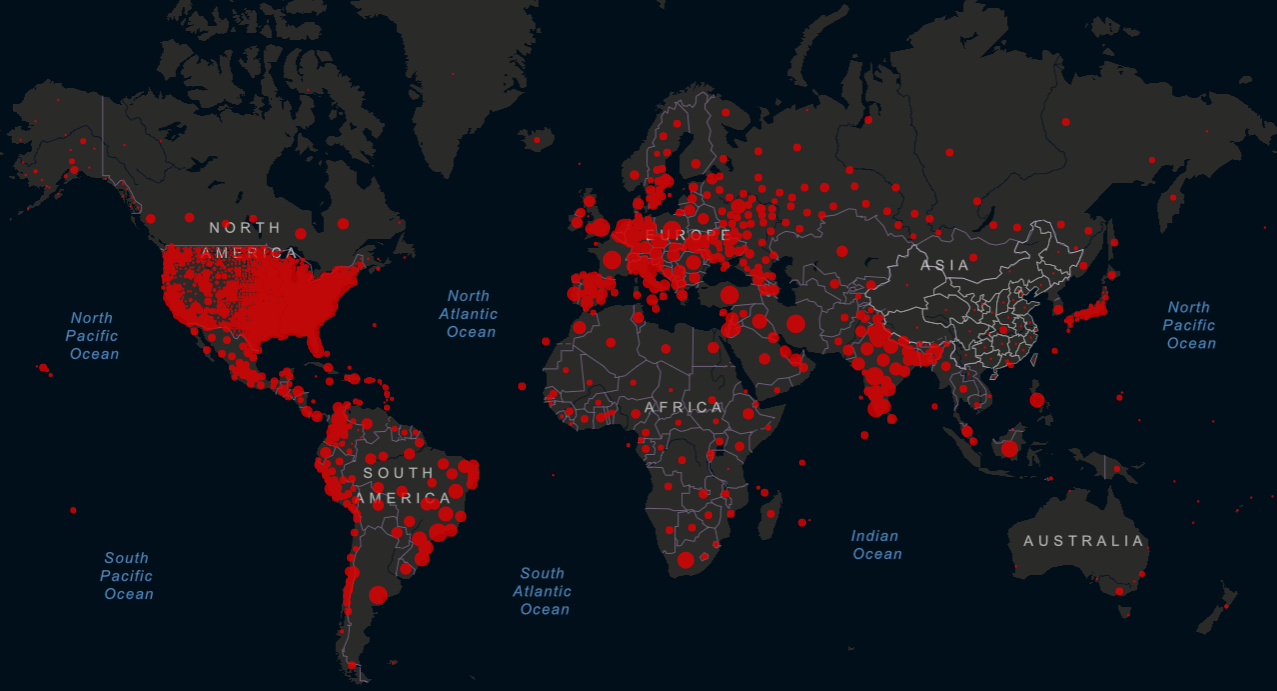 NORTH
AMERICA
EUROPE
ASIA
North
Atlantic
Ocean
North
Pacific
Ocean
North
Pacific
Ocean
AFRICA
SOUTH
AMERICA
Indian
Ocean
AUSTRALIA
South
Pacific
Ocean
South
Atlantic
Ocean